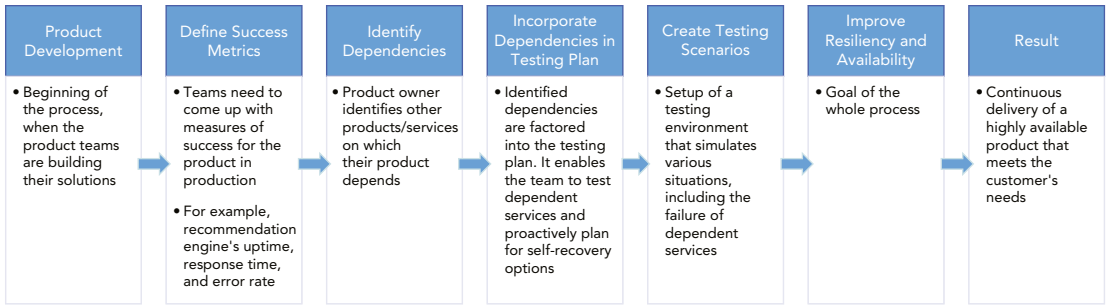 Product
Development
• Beginning of
the process,
when the
product teams
are building
their solutions
Define Success
Metrics
• Teams need to
come up with
measures of
success for the
product in
production
• For example,
recommendation
engine's uptime,
response time,
and error rate
Identify
Dependencies
• Product owner
identifies other
products/services
on which
their product
depends
Incorporate
Dependencies in
Testing Plan
• Identified
dependencies
are factored
into the testing
plan. It enables
the team to test
dependent
services and
proactively plan
for self-recovery
options
Create Testing
Scenarios
• Setup of a
testing
environment
that simulates
various
situations,
including the
failure of
dependent
services
Improve
Resiliency and
Availability
• Goal of the
whole process
Result
• Continuous
delivery of a
highly available
product that
meets the
customer's
needs